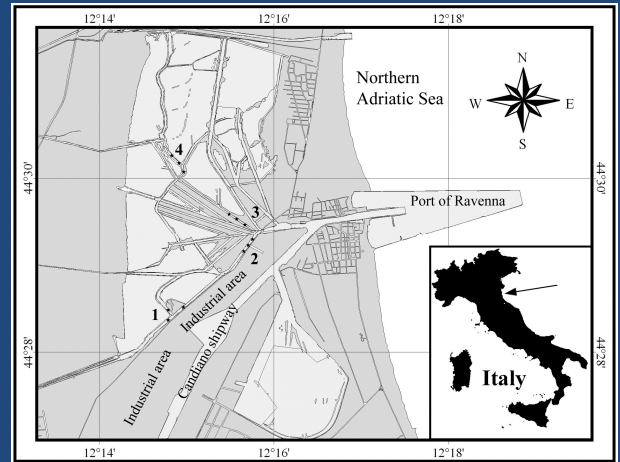 12°14' 12°16' 12°18'
Northern
Adriatic Sea
N
W E
S
4
44°30' 44°30'
Port of Ravenna
3
2
Industrial area
1
Candiano shipway
Industrial area
44°28' 44°28'
Italy
12°14' 12°16' 12°18'